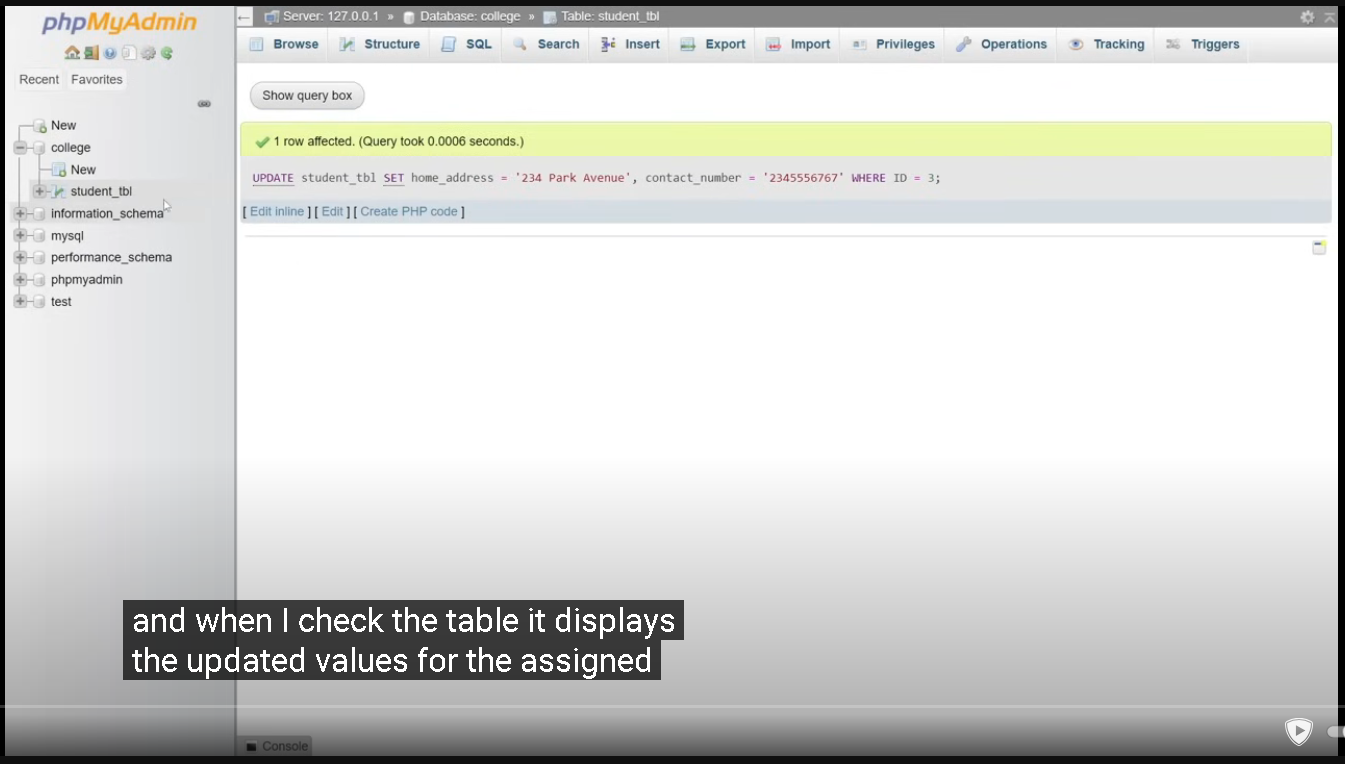 phpMyAdmin
Recent Favorites
New
college
New
student_tbl
information_schema
mysql
performance_schema
phpmyadmin
test
Server: 127.0.0.1 » Database: college » Table: student_tbl
Browse Structure SQL Search Insert Export Import Privileges Operations Tracking Triggers
Show query box
1 row affected. (Query took 0.0006 seconds.)
UPDATE student_tbl SET home_address = '234 Park Avenue', contact_number = '2345556767' WHERE ID = 3;
[ Edit inline ] [ Edit ] [ Create PHP code ]
and when I check the table it displays
the updated values for the assigned
Console